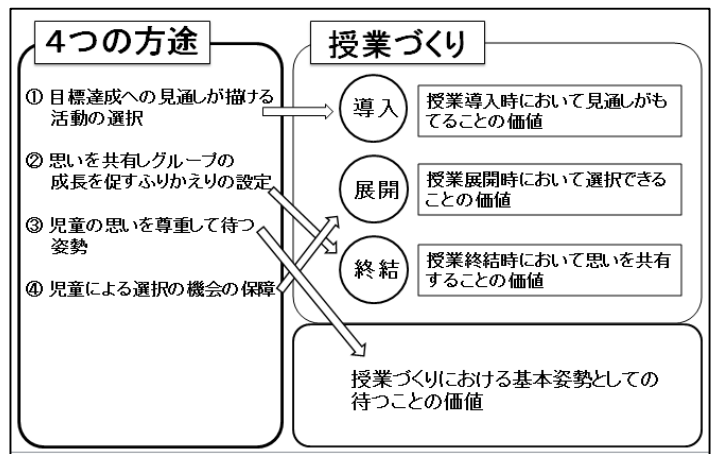 4つの方途
① 目標達成への見通しが描ける
活動の選択
② 思いを共有しグループの
成長を促すふりかえりの設定
③ 児童の思いを尊重して待つ
姿勢
④ 児童による選択の機会の保障
授業づくり
導入
授業導入時において見通しがも
てることの価値
展開
授業展開時において選択できる
ことの価値
終結
授業終結時において思いを共有
することの価値
授業づくりにおける基本姿勢としての
待つことの価値